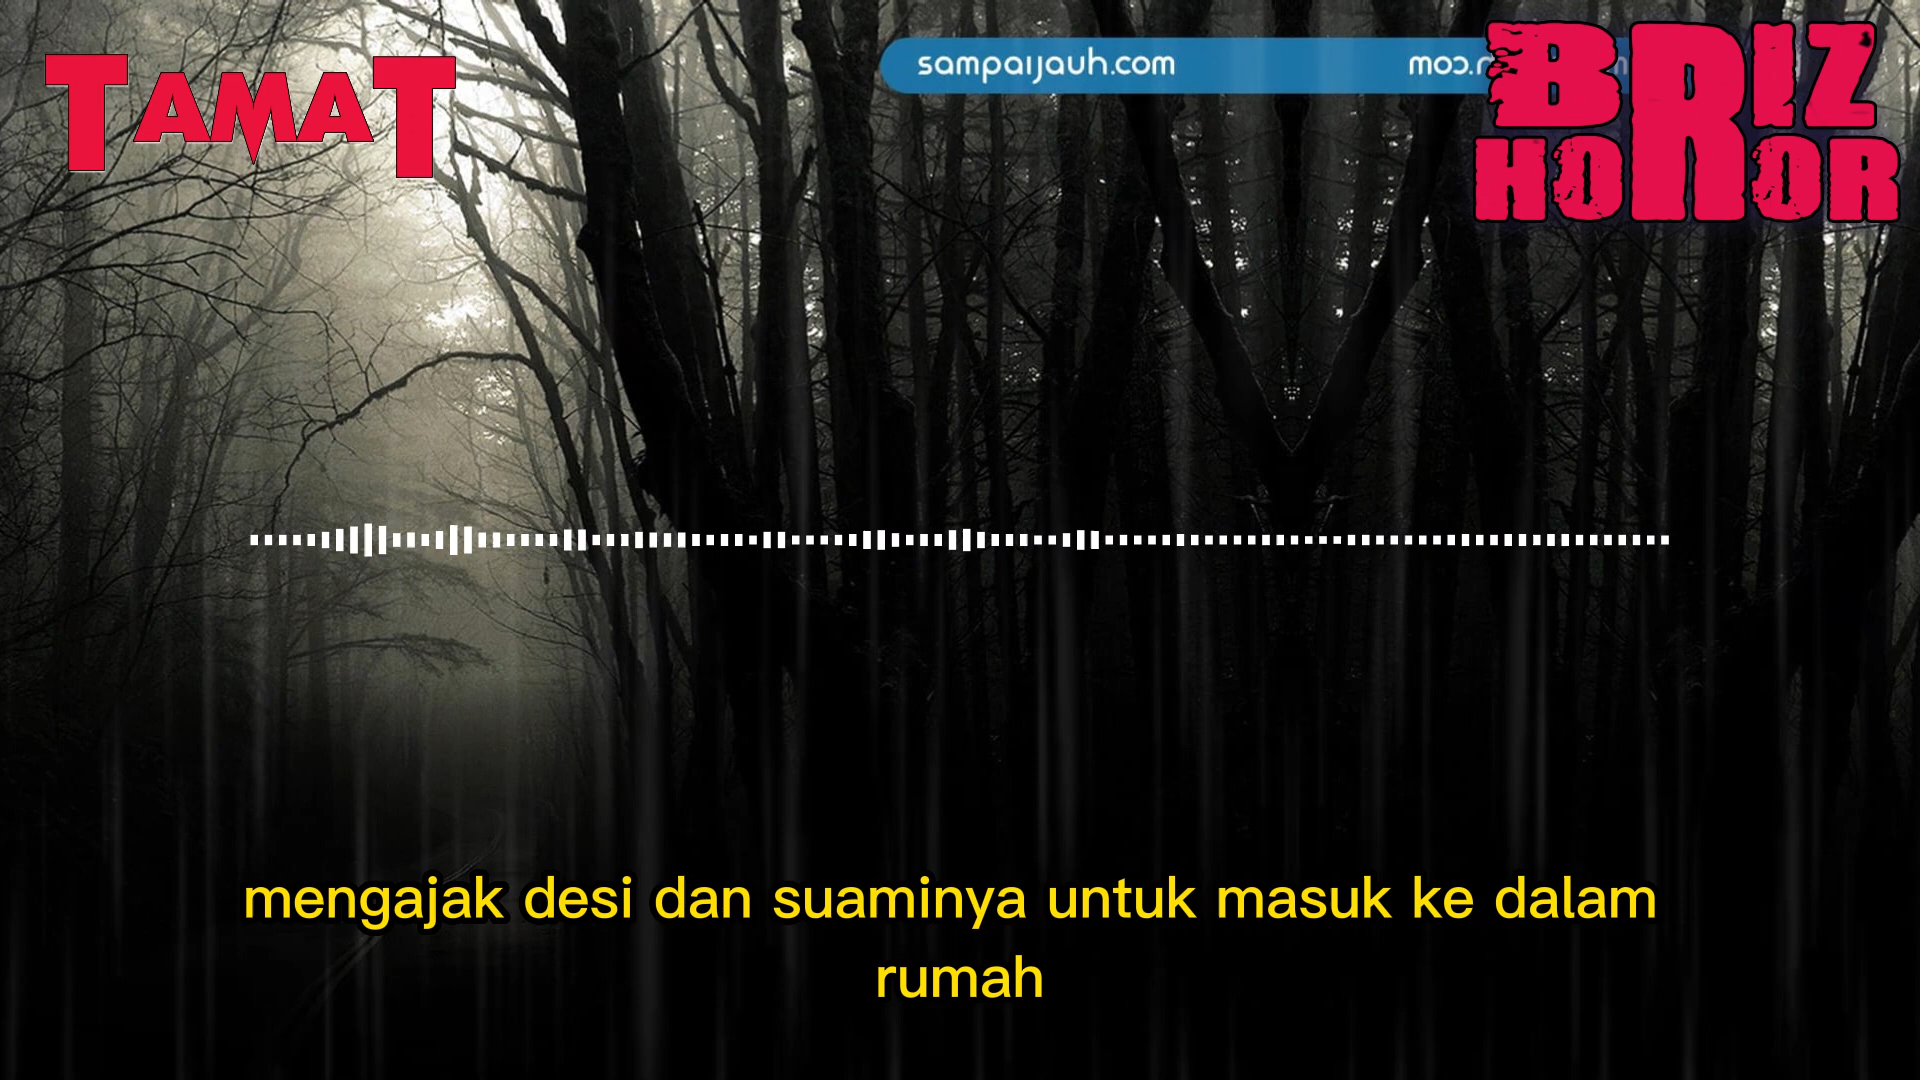 TAMAT
sampaijauh.com
BRIZ
HOROR
mengajak desi dan suaminya untuk masuk ke dalam
rumah